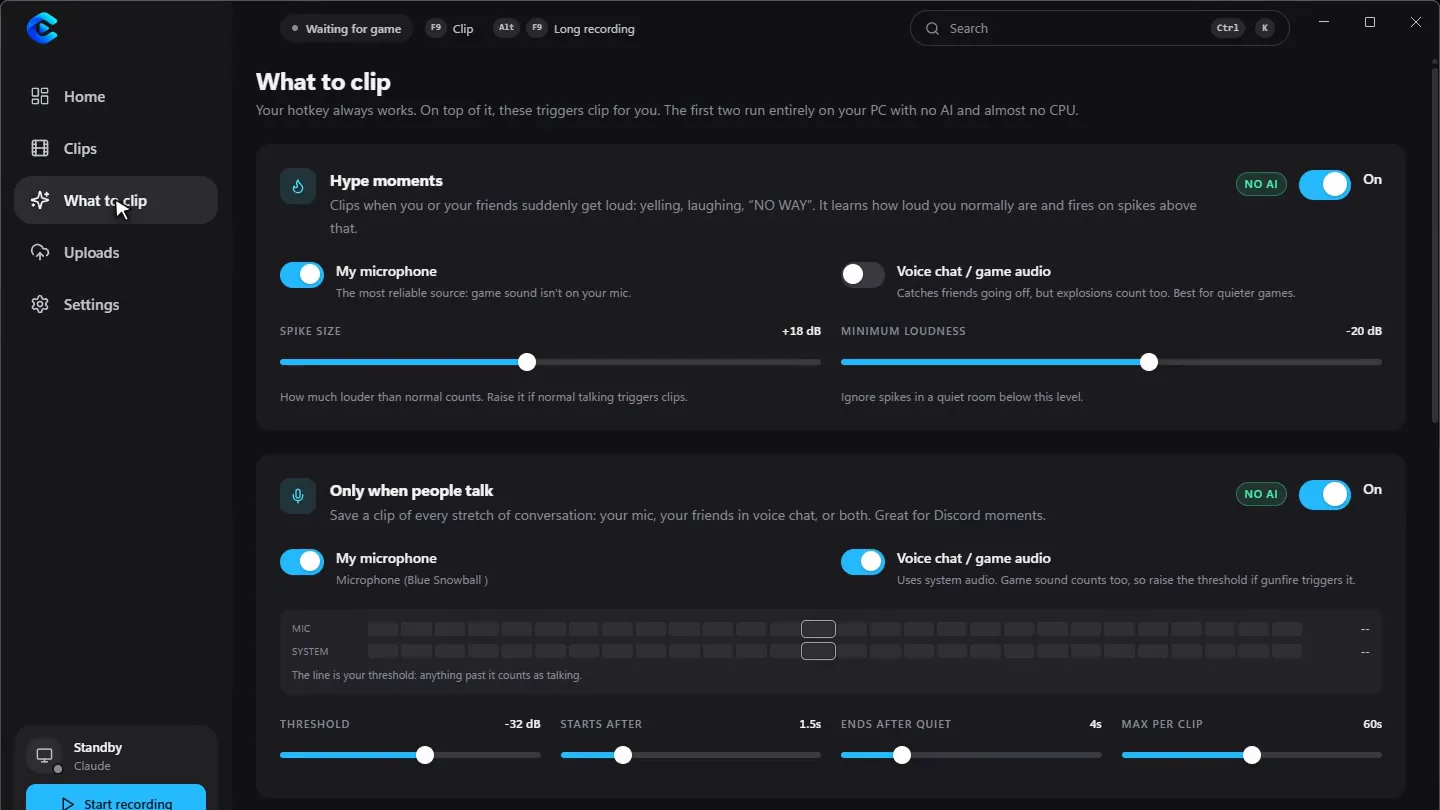 Waiting for game
F9 Clip
Alt F9 Long recording
Search
Ctrl K
Home
Clips
What to clip
Uploads
Settings
What to clip
Your hotkey always works. On top of it, these triggers clip for you. The first two run entirely on your PC with no AI and almost no CPU.
Hype moments
NO AI
On
Clips when you or your friends suddenly get loud: yelling, laughing, “NO WAY”. It learns how loud you normally are and fires on spikes above
that.
My microphone
The most reliable source: game sound isn't on your mic.
Voice chat / game audio
Catches friends going off, but explosions count too. Best for quieter games.
SPIKE SIZE +18 dB
How much louder than normal counts. Raise it if normal talking triggers clips.
MINIMUM LOUDNESS -20 dB
Ignore spikes in a quiet room below this level.
Only when people talk
NO AI
On
Save a clip of every stretch of conversation: your mic, your friends in voice chat, or both. Great for Discord moments.
My microphone
Microphone (Blue Snowball )
Voice chat / game audio
Uses system audio. Game sound counts too, so raise the threshold if gunfire triggers it.
MIC --
SYSTEM --
The line is your threshold: anything past it counts as talking.
THRESHOLD -32 dB
STARTS AFTER 1.5s
ENDS AFTER QUIET 4s
MAX PER CLIP 60s
Standby
Claude
Start recording